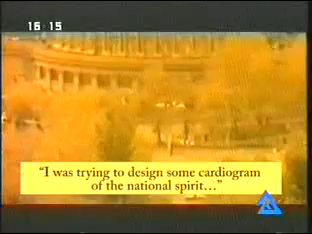 16:15
“I was trying to design some cardiogram
of the national spirit…”